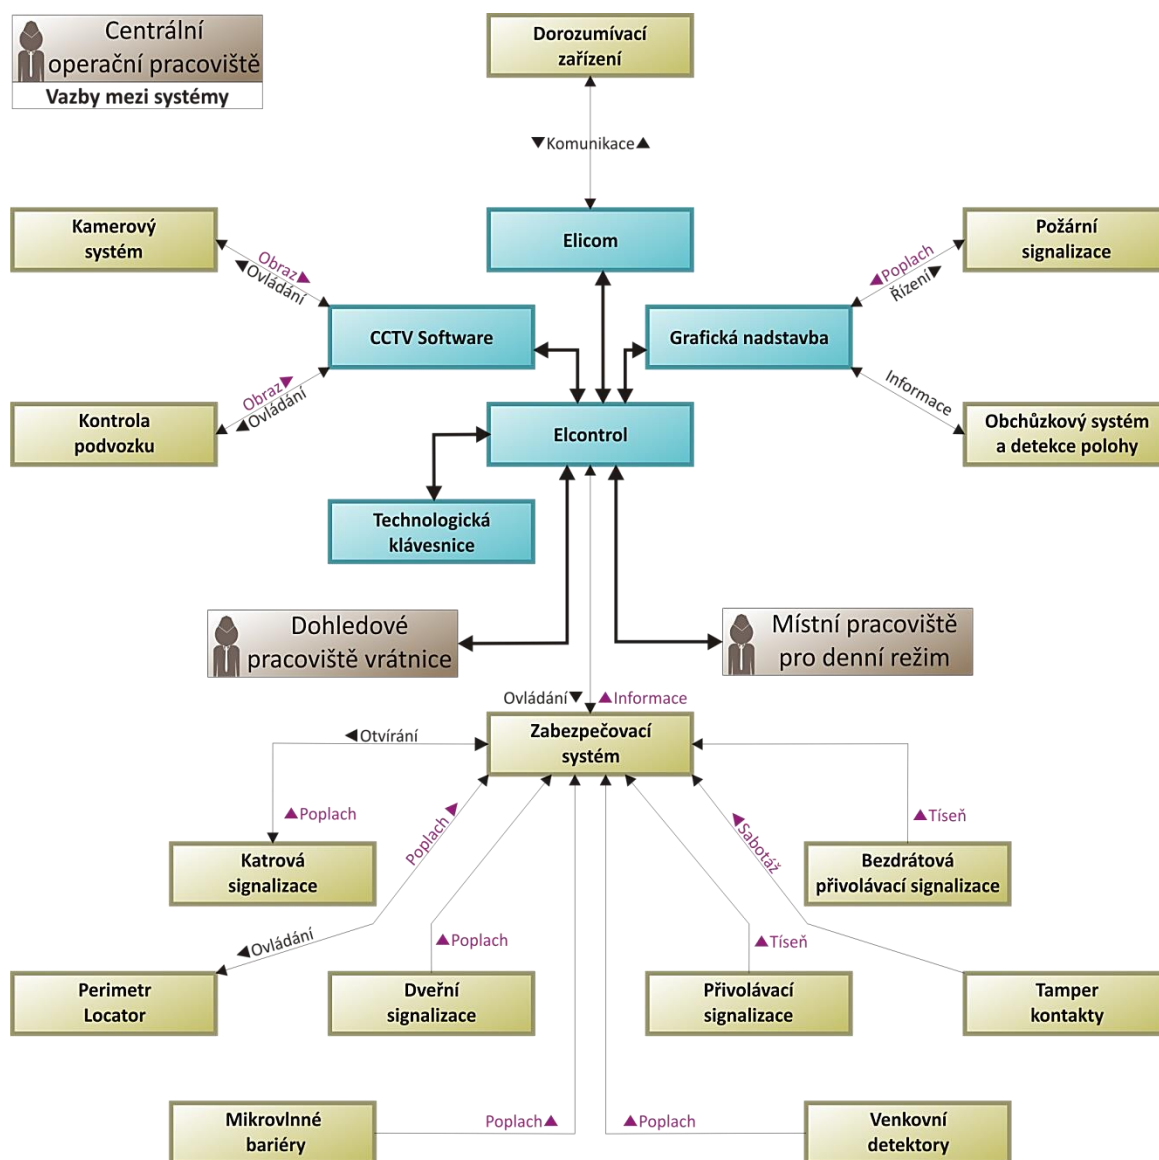 Centrální
operační pracoviště
Vazby mezi systémy
Dorozumívací
zařízení
▼Komunikace▲
Kamerový
systém
Elicom
Požární
signalizace
Obraz▶
◀Ovládání
◀Poplach
Řízení▶
CCTV Software
Grafická nadstavba
Obraz▶
◀Ovládání
Informace
Kontrola
podvozku
Elcontrol
Obchůzkový systém
a detekce polohy
Technologická
klávesnice
Dohledové
pracoviště vrátnice
Místní pracoviště
pro denní režim
Ovládání▼ ▲Informace
Zabezpečovací
systém
◀Otvírání
▲Poplach
Poplach▶
◀Sabotáž
▲Tíseň
Katrová
signalizace
Bezdrátová
přivolávací signalizace
◀Ovládání
▲Poplach
▲Tíseň
Perimetr
Locator
Dveřní
signalizace
Přivolávací
signalizace
Tamper
kontakty
Mikrovlnné
bariéry
Poplach▲
▲Poplach
Venkovní
detektory